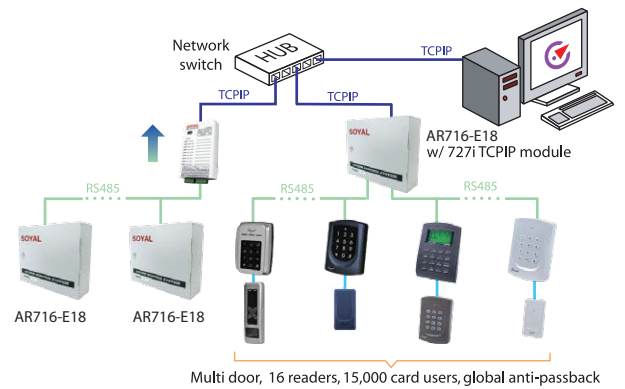 Network
switch
HUB
TCPIP
TCPIP
TCPIP
SOYAL
SOYAL
AR716-E18
w/ 727i TCPIP module
RS485
RS485
RS485
SOYAL
SOYAL
AR716-E18
AR716-E18
Multi door, 16 readers, 15,000 card users, global anti-passback